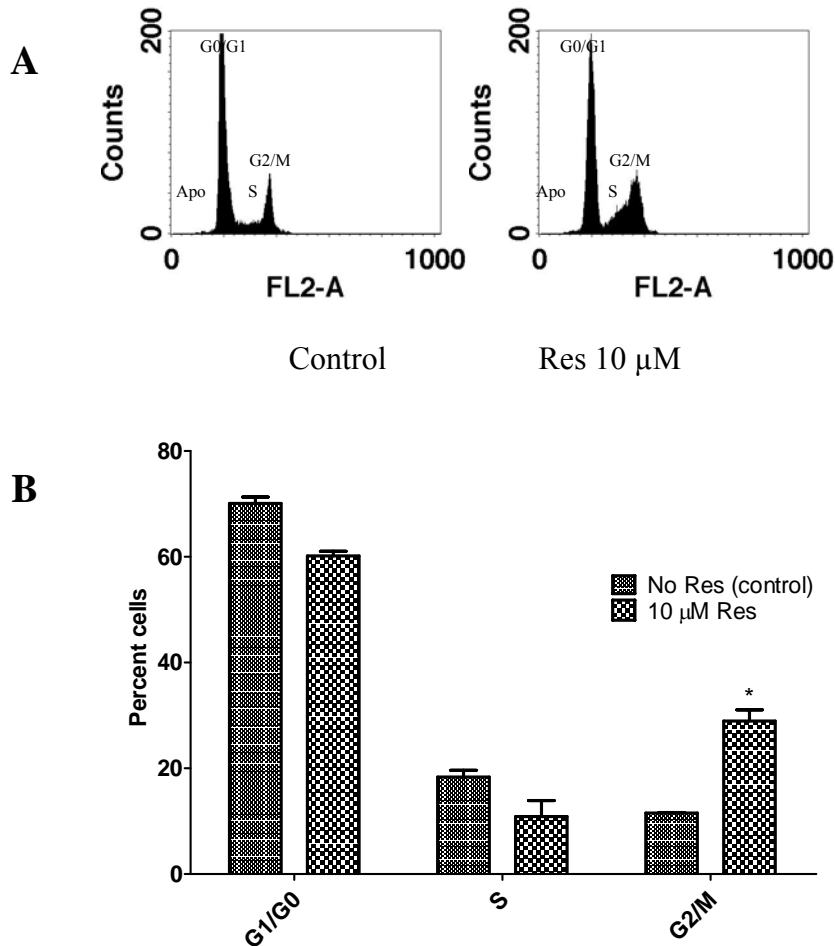 A
200
G0/G1
G2/M
Apo
S
Counts
0
0
1000
FL2-A
Control
200
G0/G1
G2/M
Apo
S
Counts
0
0
1000
FL2-A
Res 10 µM
B
80
60
40
20
0
Percent cells
No Res (control)
10 µM Res
*
G1/G0
S
G2/M